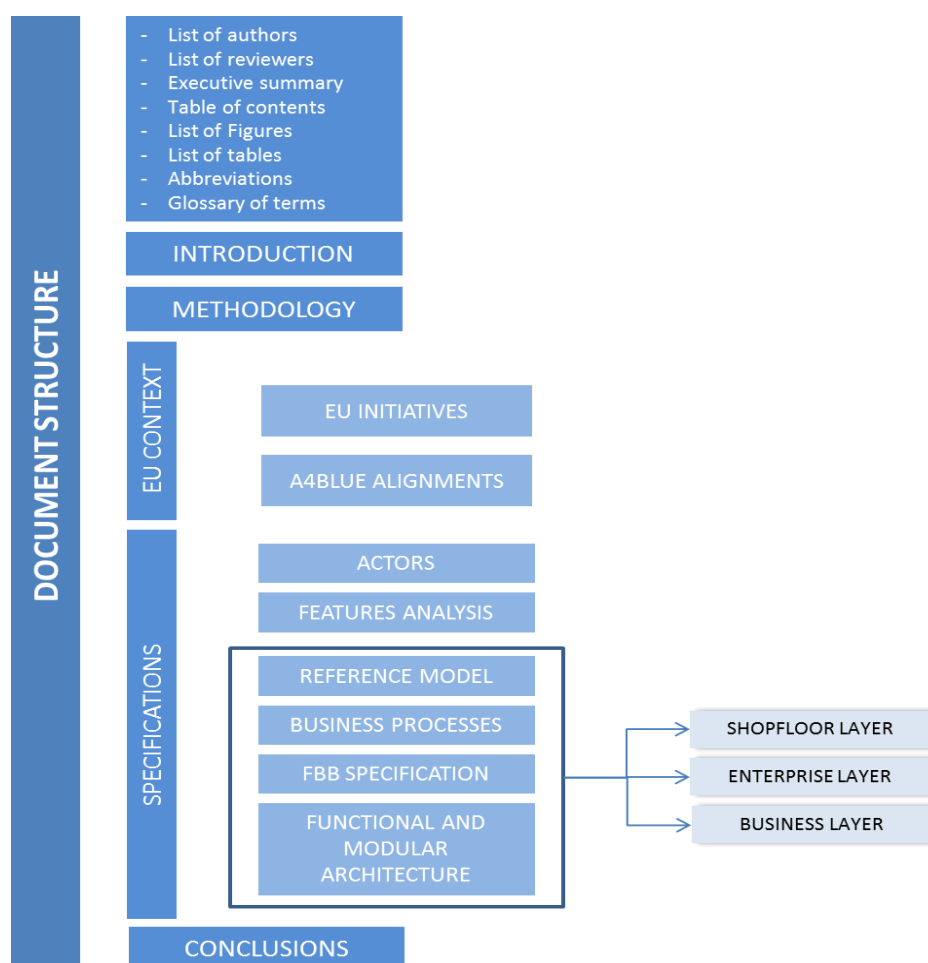 DOCUMENT STRUCTURE
- List of authors
- List of reviewers
- Executive summary
- Table of contents
- List of Figures
- List of tables
- Abbreviations
- Glossary of terms
INTRODUCTION
METHODOLOGY
EU CONTEXT
EU INITIATIVES
A4BLUE ALIGNMENTS
SPECIFICATIONS
ACTORS
FEATURES ANALYSIS
REFERENCE MODEL
BUSINESS PROCESSES
FBB SPECIFICATION
FUNCTIONAL AND
MODULAR
ARCHITECTURE
SHOPFLOOR LAYER
ENTERPRISE LAYER
BUSINESS LAYER
CONCLUSIONS